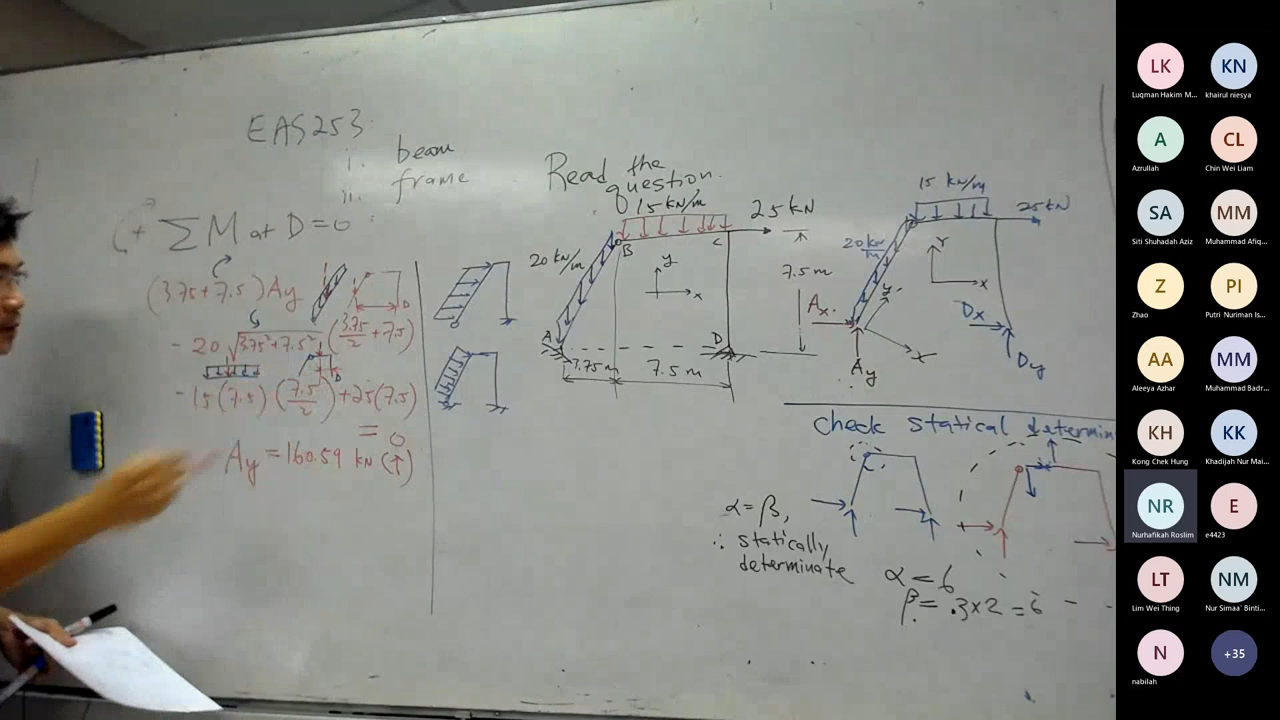 EAS253
i. beam
ii. frame
Read the
question.
(+ ∑M at D = 0
(3.75+7.5) Ay
- 20 √3.75²+7.5² (3.75/2 + 7.5)
D
- 15 (7.5) (7.5/2) + 25(7.5)
D
= 0
Ay = 160.59 kN (↑)
15 kN/m
25 kN
20 kN/m
B
C
y
x
7.5 m
A
D
3.75 m
7.5 m
15 kN/m
25 kN
20 kN/m
Y
x
y'
x'
Ax
Ay
Dx
Dy
check statical determin
α = β,
∴ statically
determinate
α = 6
β = 3x2 = 6
LK
KN
Luqman Hakim M...
khairul niesya
A
CL
Azrullah
Chin Wei Liam
SA
MM
Siti Shuhadah Aziz
Muhammad Afiq...
Z
PI
Zhao
Putri Nuriman Is...
AA
MM
Aleeya Azhar
Muhammad Badr...
KH
KK
Kong Chek Hung
Khadijah Nur Mai...
NR
E
Nurhafikah Roslim
e4423
LT
NM
Lim Wei Thing
Nur Simaa' Binti...
N
+35
nabilah